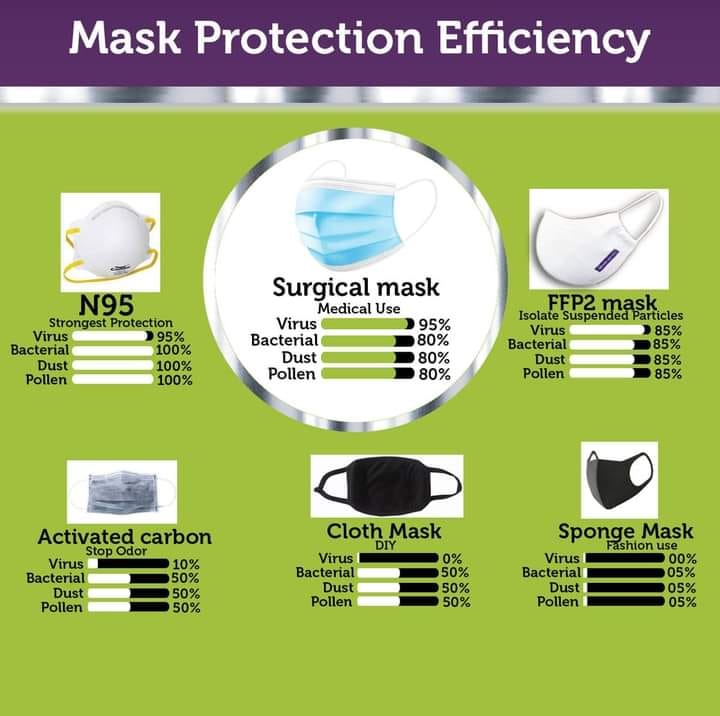 Mask Protection Efficiency
N95
Strongest Protection
Virus 95%
Bacterial 100%
Dust 100%
Pollen 100%
Surgical mask
Medical Use
Virus 95%
Bacterial 80%
Dust 80%
Pollen 80%
FFP2 mask
Isolate Suspended Particles
Virus 85%
Bacterial 85%
Dust 85%
Pollen 85%
Activated carbon
Stop Odor
Virus 10%
Bacterial 50%
Dust 50%
Pollen 50%
Cloth Mask
DIY
Virus 0%
Bacterial 50%
Dust 50%
Pollen 50%
Sponge Mask
Fashion use
Virus 00%
Bacterial 05%
Dust 05%
Pollen 05%